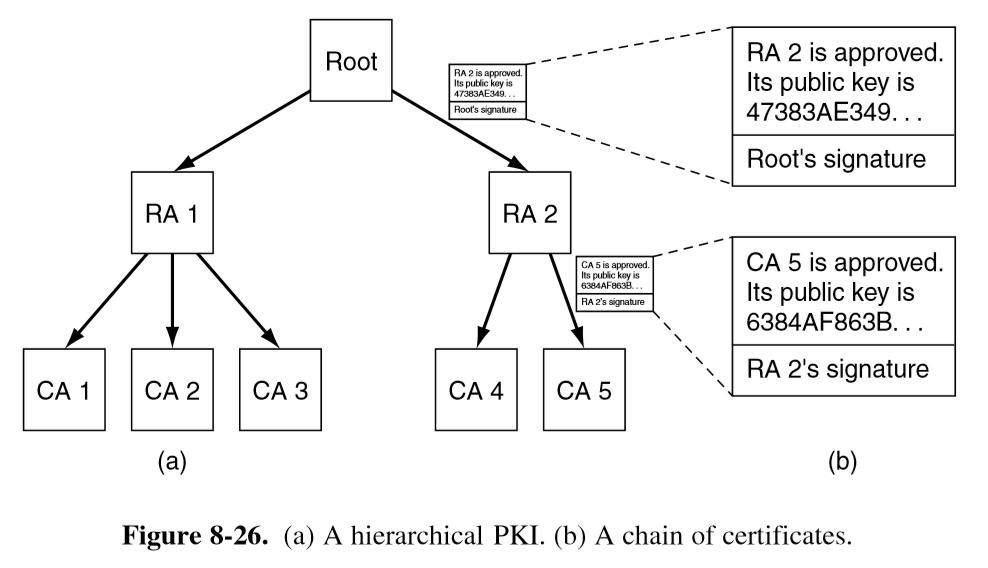 Root
RA 2 is approved.
Its public key is
47383AE349. . .
Root's signature
RA 2 is approved.
Its public key is
47383AE349. . .
Root's signature
RA 1
RA 2
CA 5 is approved.
Its public key is
6384AF863B. . .
RA 2's signature
CA 5 is approved.
Its public key is
6384AF863B. . .
RA 2's signature
CA 1
CA 2
CA 3
CA 4
CA 5
(a)
(b)
Figure 8-26. (a) A hierarchical PKI. (b) A chain of certificates.